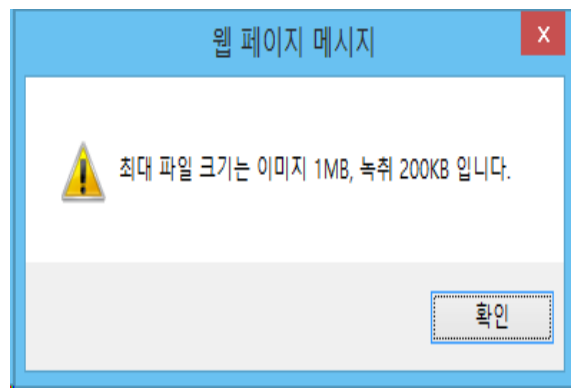 웹 페이지 메시지
x
최대 파일 크기는 이미지 1MB, 녹취 200KB 입니다.
확인